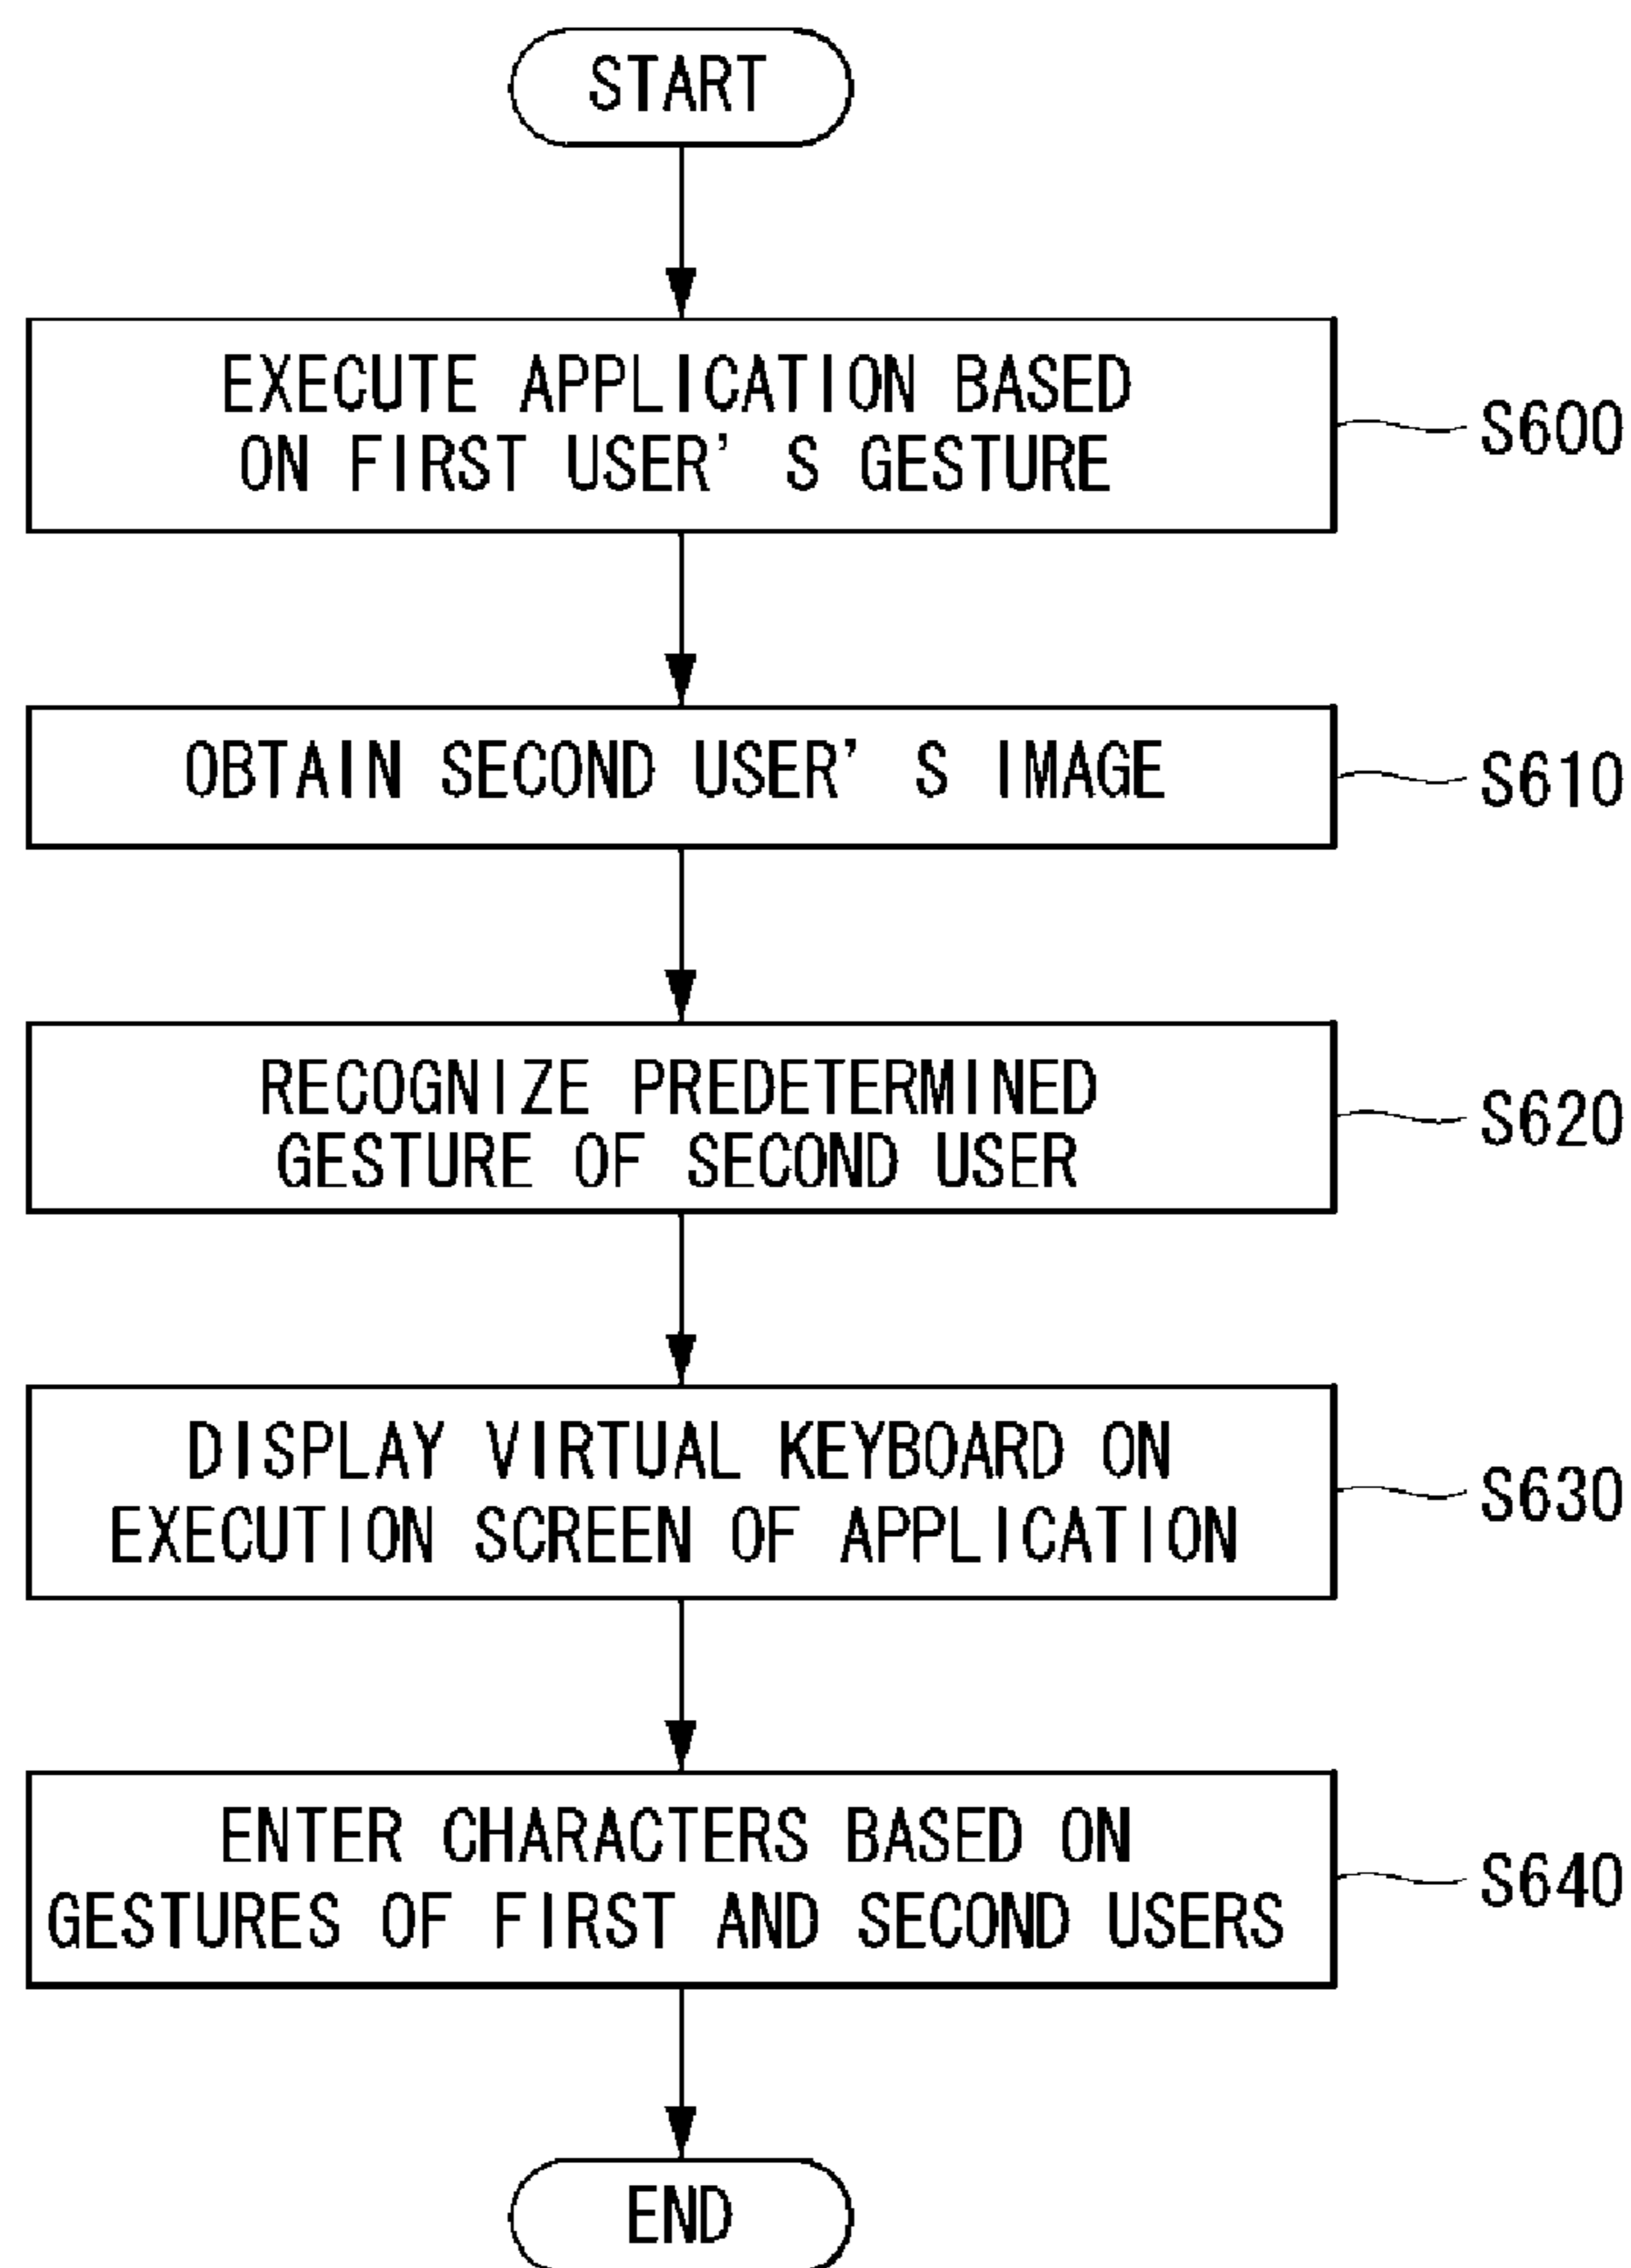 START
EXECUTE APPLICATION BASED
ON FIRST USER' S GESTURE
S600
OBTAIN SECOND USER' S IMAGE
S610
RECOGNIZE PREDETERMINED
GESTURE OF SECOND USER
S620
DISPLAY VIRTUAL KEYBOARD ON
EXECUTION SCREEN OF APPLICATION
S630
ENTER CHARACTERS BASED ON
GESTURES OF FIRST AND SECOND USERS
S640
END